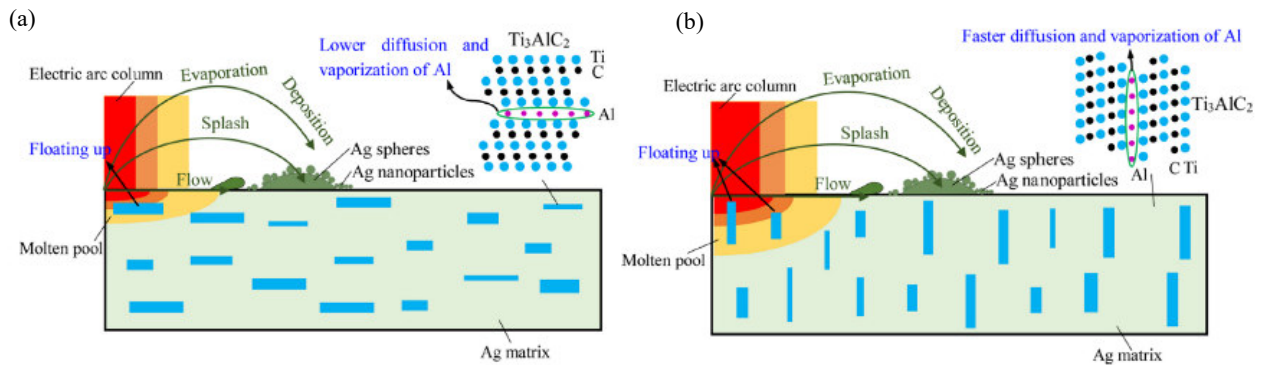 (a)
Lower diffusion and
vaporization of Al
Ti₃AlC₂
Ti
C
Al
Electric arc column
Evaporation
Deposition
Splash
Floating up
Flow
Ag spheres
Ag nanoparticles
Molten pool
Ag matrix
(b)
Faster diffusion and vaporization of Al
Electric arc column
Evaporation
Deposition
Ti₃AlC₂
Splash
Floating up
Flow
Ag spheres
Ag nanoparticles
C Ti
Al
Molten pool
Ag matrix